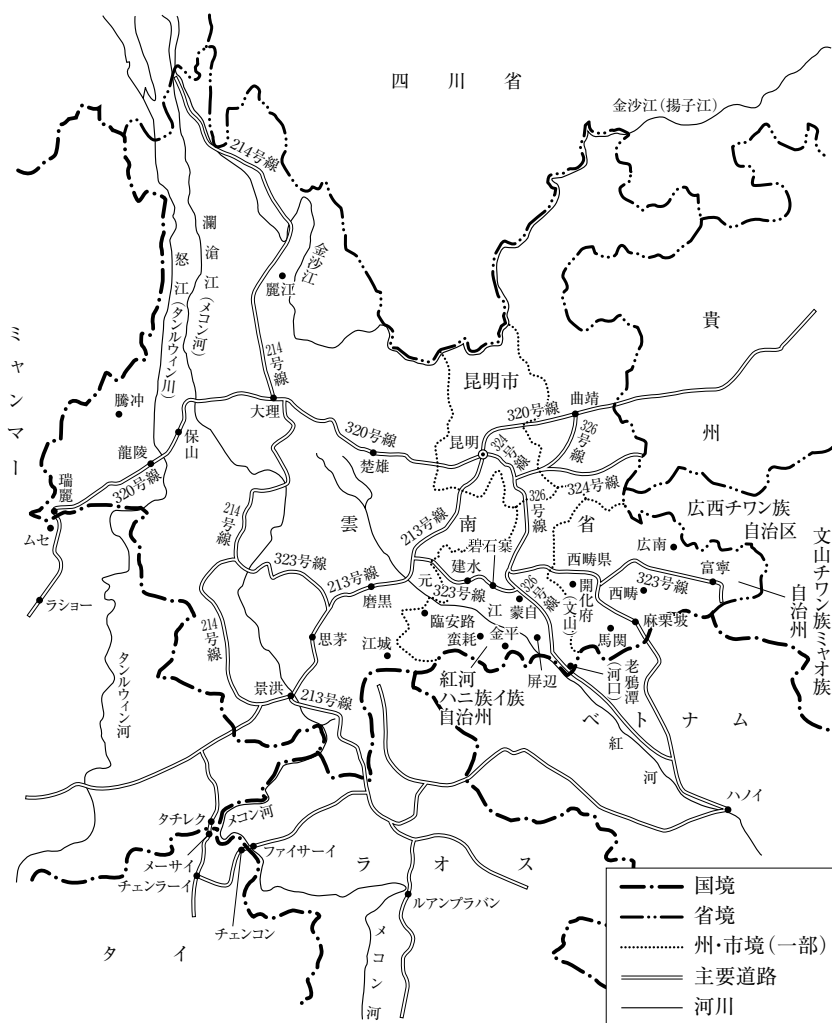 四川省
金沙江(揚子江)
214号線
瀾滄江(メコン河)
怒江(タンルウィン川)
金沙江
麗江
ミャンマー
貴州
214号線
昆明市
騰冲
大理
320号線
曲靖
326号線
保山
320号線
昆明
324号線
龍陵
楚雄
320号線
瑞麗
324号線
326号線
広西チワン族
自治区
214号線
雲南省
213号線
ムセ
碧石寨
広南
323号線
西疇県
富寧
文山チワン族ミャオ族
自治州
建水
213号線
元江
323号線
326号線
開化府(文山)
西疇
323号線
ラショー
磨黒
蒙自
麻栗坡
臨安路
214号線
思茅
蛮耗
金平
馬関
江城
屏辺
老鴉潭(河口)
タンルウィン河
景洪
213号線
紅河
ハニ族イ族
自治州
ベトナム
紅河
ハノイ
タチレク
メコン河
メーサイ
ファイサーイ
ラオス
チェンラーイ
ルアンプラバン
チェンコン
タイ
メコン河
国境
省境
州・市境(一部)
主要道路
河川